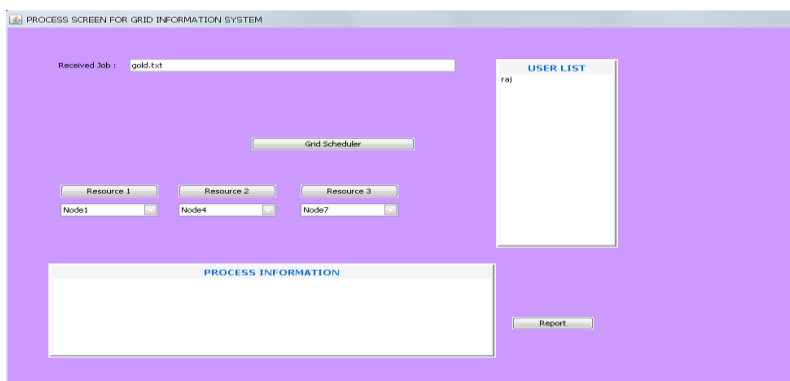 PROCESS SCREEN FOR GRID INFORMATION SYSTEM
Received Job :
gold.txt
USER LIST
raj
Grid Scheduler
Resource 1
Resource 2
Resource 3
Node1
Node4
Node7
PROCESS INFORMATION
Report